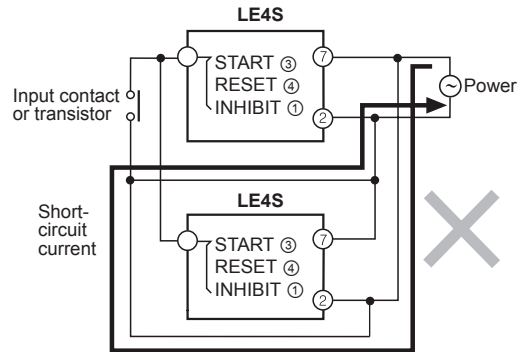 LE4S
START ③
RESET ④
INHIBIT ①
⑦
②
~
Power
Input contact
or transistor
Short-
circuit
current
LE4S
START ③
RESET ④
INHIBIT ①
⑦
②